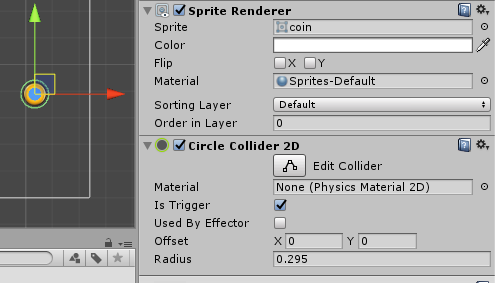 Sprite Renderer
Sprite coin
Color
Flip X Y
Material Sprites-Default
Sorting Layer Default
Order in Layer 0
Circle Collider 2D
Edit Collider
Material None (Physics Material 2D)
Is Trigger
Used By Effector
Offset X 0 Y 0
Radius 0.295